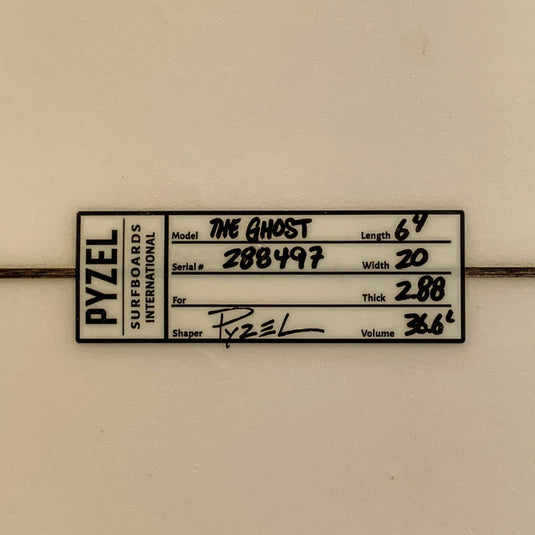 PYZEL
SURFBOARDS
INTERNATIONAL
Model THE GHOST Length 6 4
Serial # 288497 Width 20
For Thick 2.88
Shaper PYZEL Volume 36.6 L